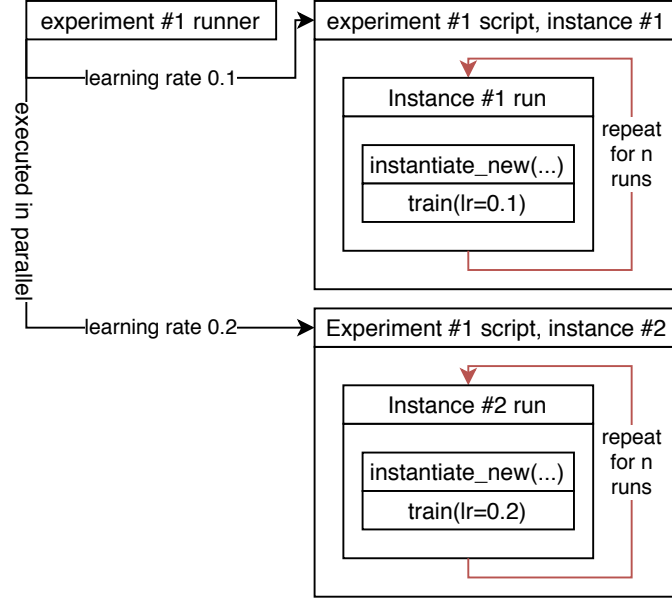 experiment #1 runner
experiment #1 script, instance #1
learning rate 0.1
Instance #1 run
instantiate_new(...)
train(lr=0.1)
repeat
for n
runs
executed in parallel
learning rate 0.2
Experiment #1 script, instance #2
Instance #2 run
instantiate_new(...)
train(lr=0.2)
repeat
for n
runs